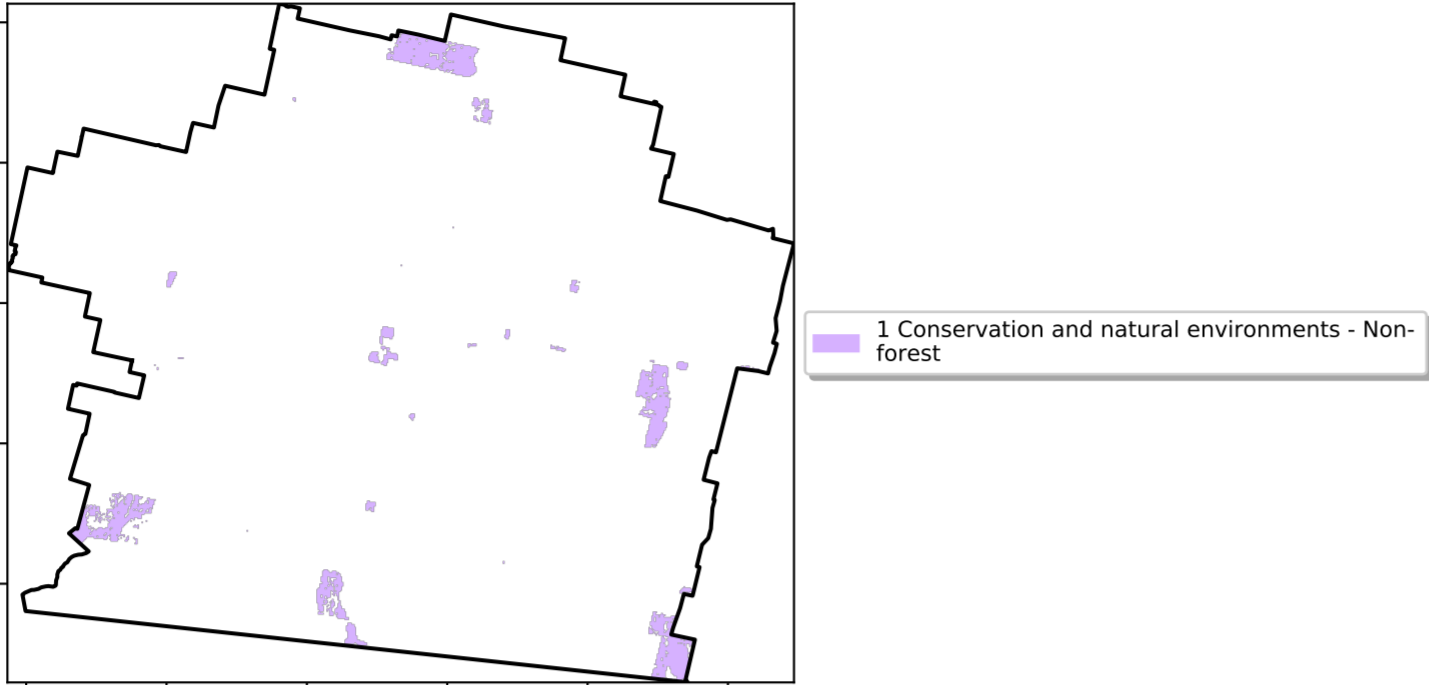 1 Conservation and natural environments - Non-
forest